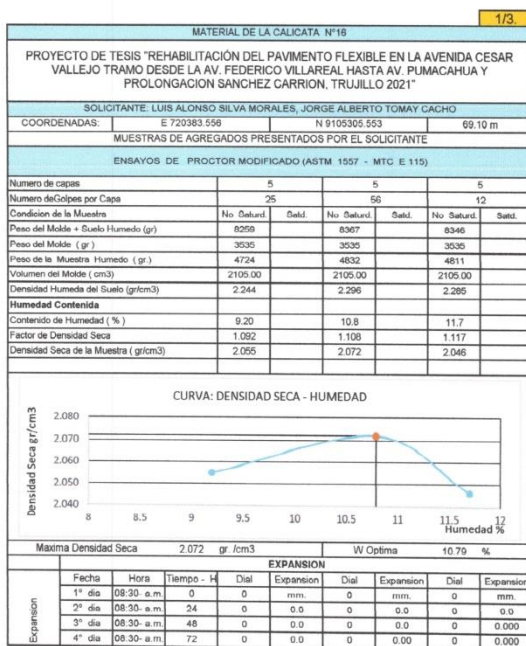 1/3.
MATERIAL DE LA CALICATA N°16
PROYECTO DE TESIS "REHABILITACIÓN DEL PAVIMENTO FLEXIBLE EN LA AVENIDA CESAR
VALLEJO TRAMO DESDE LA AV. FEDERICO VILLAREAL HASTA AV. PUMACAHUA Y
PROLONGACION SANCHEZ CARRION, TRUJILLO 2021"
SOLICITANTE: LUIS ALONSO SILVA MORALES, JORGE ALBERTO TOMAY CACHO
COORDENADAS: E 720383.556 N 9105305.553 69.10 m
MUESTRAS DE AGREGADOS PRESENTADOS POR EL SOLICITANTE
ENSAYOS DE PROCTOR MODIFICADO (ASTM 1557 - MTC E 115)
Numero de capas 5 5 5
Numero deGolpes por Capa 25 56 12
Condicion de la Muestra No Saturd. Satd. No Saturd. Satd. No Saturd. Satd.
Peso del Molde + Suelo Humedo (gr) 8259 8367 8346
Peso del Molde ( gr ) 3535 3535 3535
Peso de la Muestra Humeda ( gr.) 4724 4832 4811
Volumen del Molde ( cm3) 2105.00 2105.00 2105.00
Densidad Humeda del Suelo (gr/cm3) 2.244 2.296 2.285
Humedad Contenida
Contenido de Humedad ( % ) 9.20 10.8 11.7
Factor de Densidad Seca 1.092 1.108 1.117
Densidad Seca de la Muestra ( gr/cm3) 2.055 2.072 2.046
CURVA: DENSIDAD SECA - HUMEDAD
Densidad Seca gr/cm3
2.080
2.070
2.060
2.050
2.040
8 8.5 9 9.5 10 10.5 11 11.5 12
Humedad %
Maxima Densidad Seca 2.072 gr. /cm3 W Optima 10.79 %
EXPANSION
Expansion
Fecha Hora Tiempo - H Dial Expansion Dial Expansion Dial Expansion
1° dia 08:30- a.m. 0 0 mm. 0 mm. 0 mm.
2° dia 08:30- a.m. 24 0 0.0 0 0.0 0 0.0
3° dia 08:30- a.m. 48 0 0.0 0 0.0 0 0.000
4° dia 08:30- a.m. 72 0 0.0 0 0.00 0 0.000